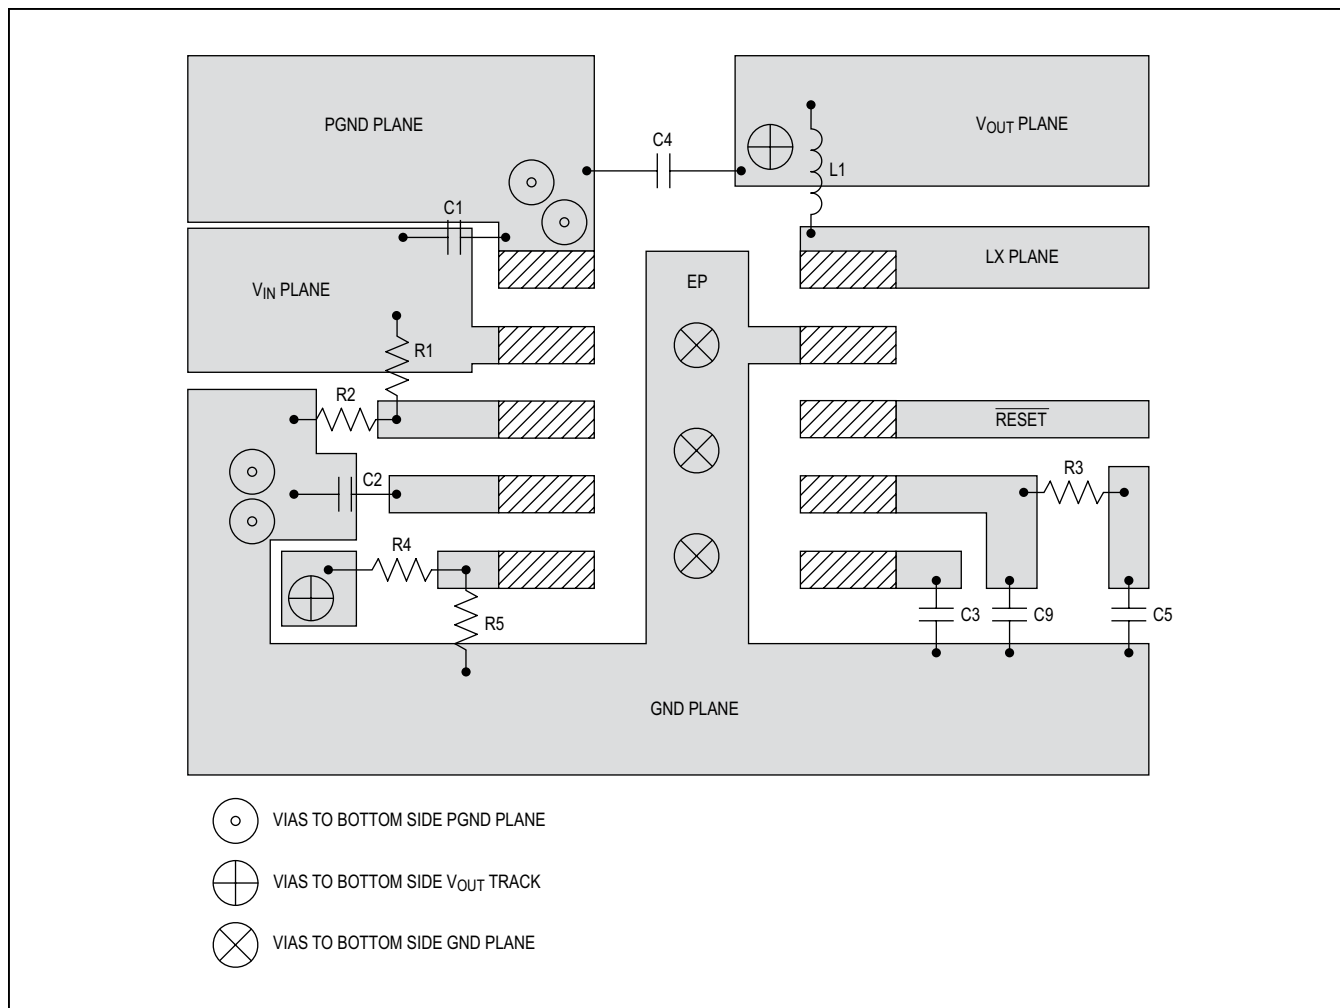 PGND PLANE
VOUT PLANE
C4
L1
C1
LX PLANE
EP
VIN PLANE
R1
R2
RESET
R3
C2
R4
R5
C3
C9
C5
GND PLANE
VIAS TO BOTTOM SIDE PGND PLANE
VIAS TO BOTTOM SIDE VOUT TRACK
VIAS TO BOTTOM SIDE GND PLANE